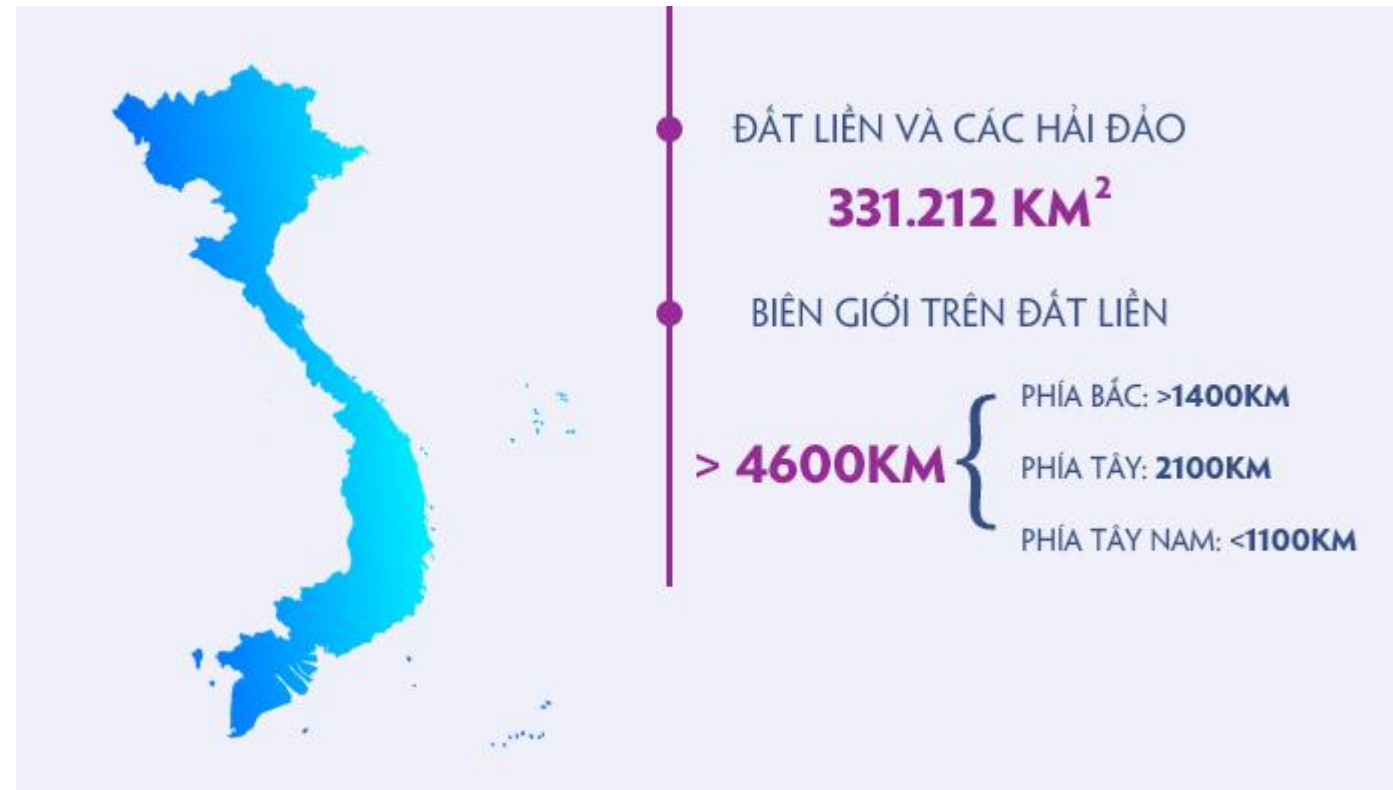 ĐẤT LIỀN VÀ CÁC HẢI ĐẢO
331.212 KM²
BIÊN GIỚI TRÊN ĐẤT LIỀN
> 4600KM
PHÍA BẮC: >1400KM
PHÍA TÂY: 2100KM
PHÍA TÂY NAM: <1100KM